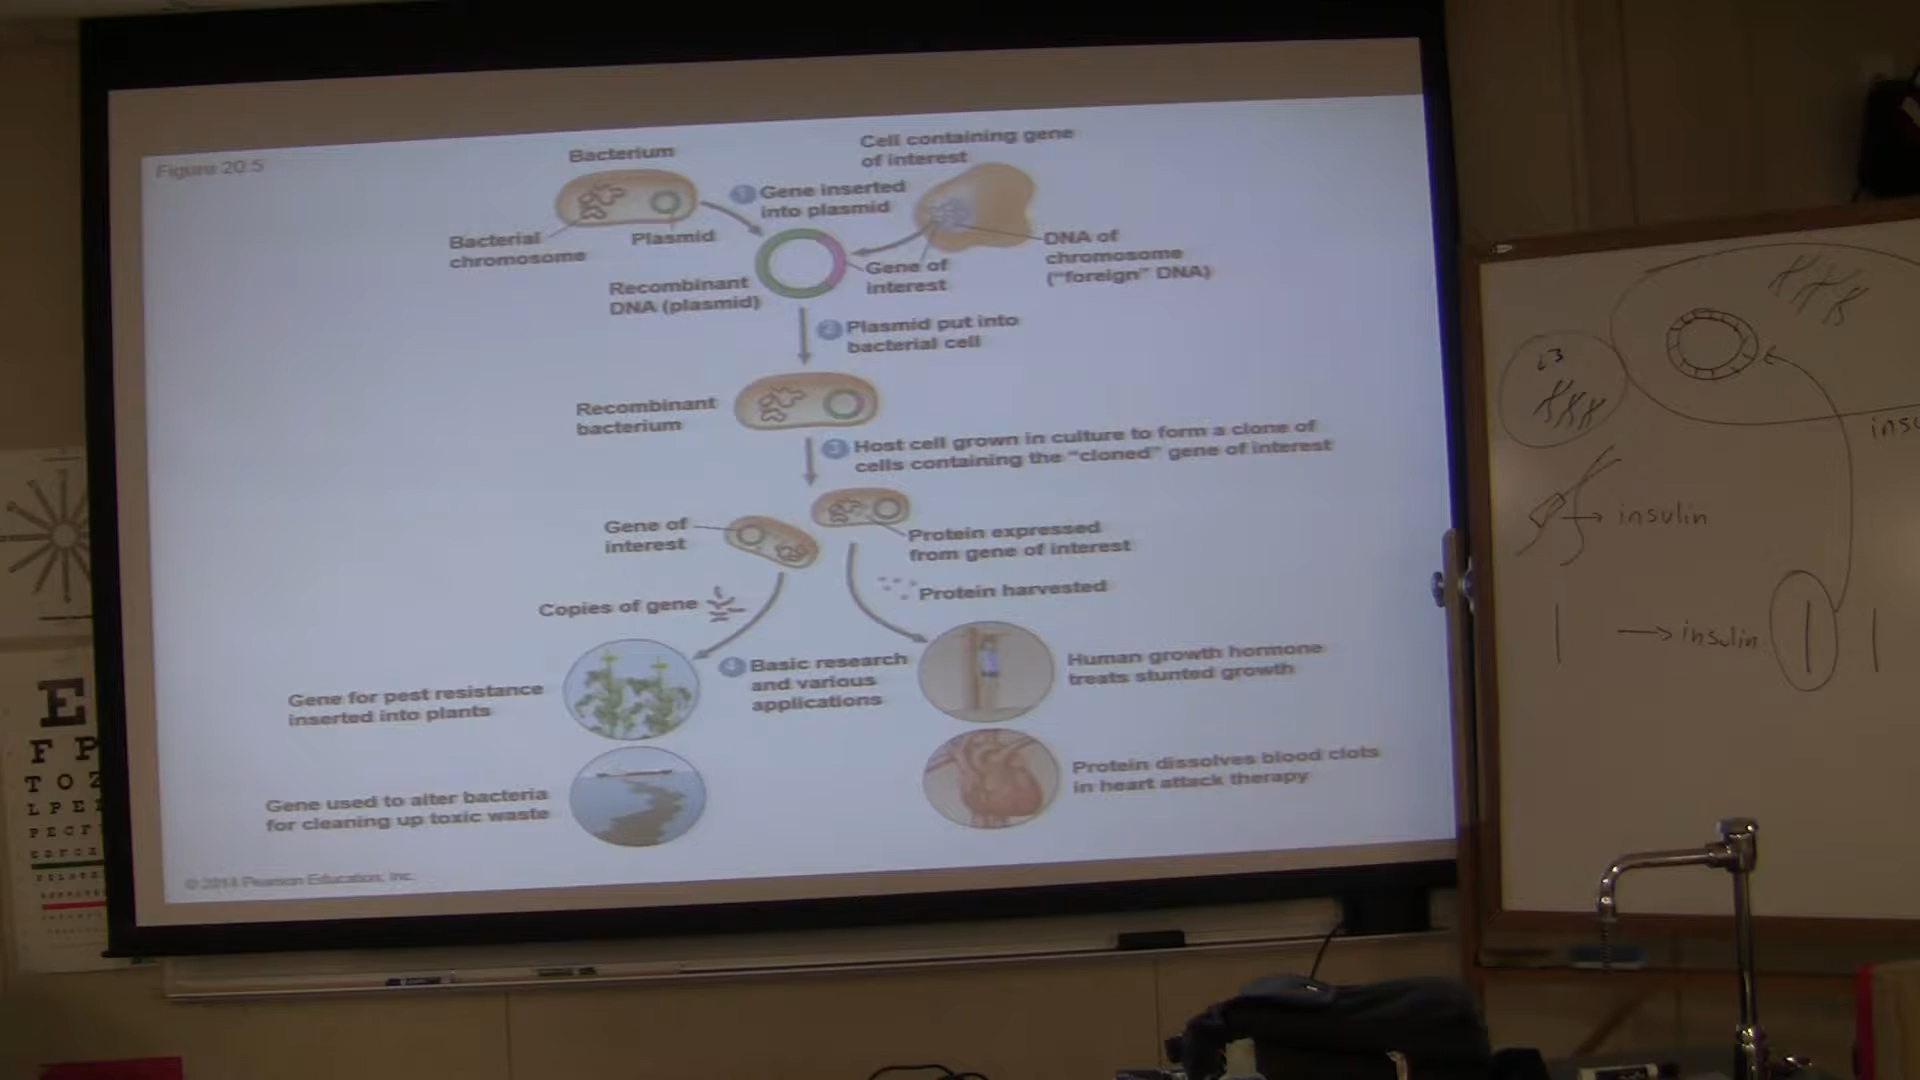 Figure 20.5
Bacterium
Cell containing gene
of interest
1 Gene inserted
into plasmid
Bacterial
chromosome
Plasmid
Recombinant
DNA (plasmid)
Gene of
interest
DNA of
chromosome
("foreign" DNA)
2 Plasmid put into
bacterial cell
Recombinant
bacterium
3 Host cell grown in culture to form a clone of
cells containing the "cloned" gene of interest
Gene of
interest
Protein expressed
from gene of interest
Copies of gene
Protein harvested
4 Basic research
and various
applications
Gene for pest resistance
inserted into plants
Human growth hormone
treats stunted growth
Gene used to alter bacteria
for cleaning up toxic waste
Protein dissolves blood clots
in heart attack therapy
© 2014 Pearson Education, Inc.
23
insulin
insulin
E
F P
T O Z
L P E
P E C F